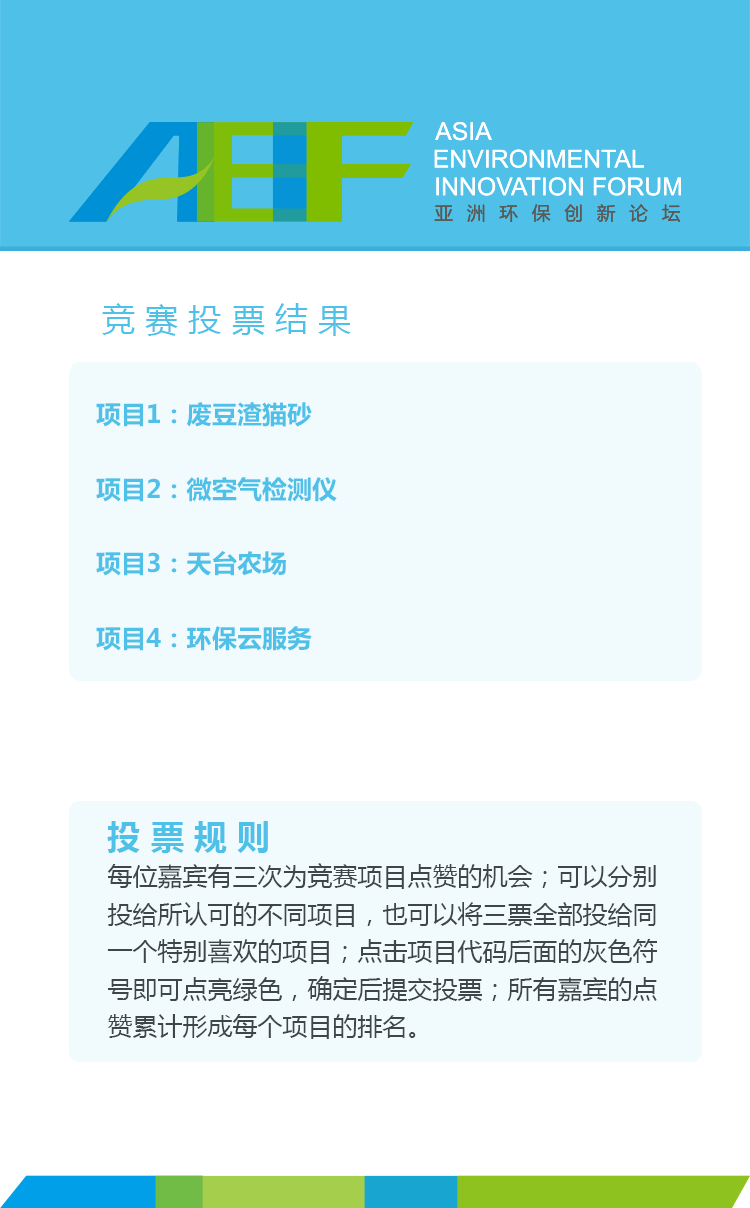 AEF
ASIA
ENVIRONMENTAL
INNOVATION FORUM
亚洲环保创新论坛
竞赛投票结果
项目1：废豆渣猫砂
项目2：微空气检测仪
项目3：天台农场
项目4：环保云服务
投票规则
每位嘉宾有三次为竞赛项目点赞的机会；可以分别
投给所认可的不同项目，也可以将三票全部投给同
一个特别喜欢的项目；点击项目代码后面的灰色符
号即可点亮绿色，确定后提交投票；所有嘉宾的点
赞累计形成每个项目的排名。